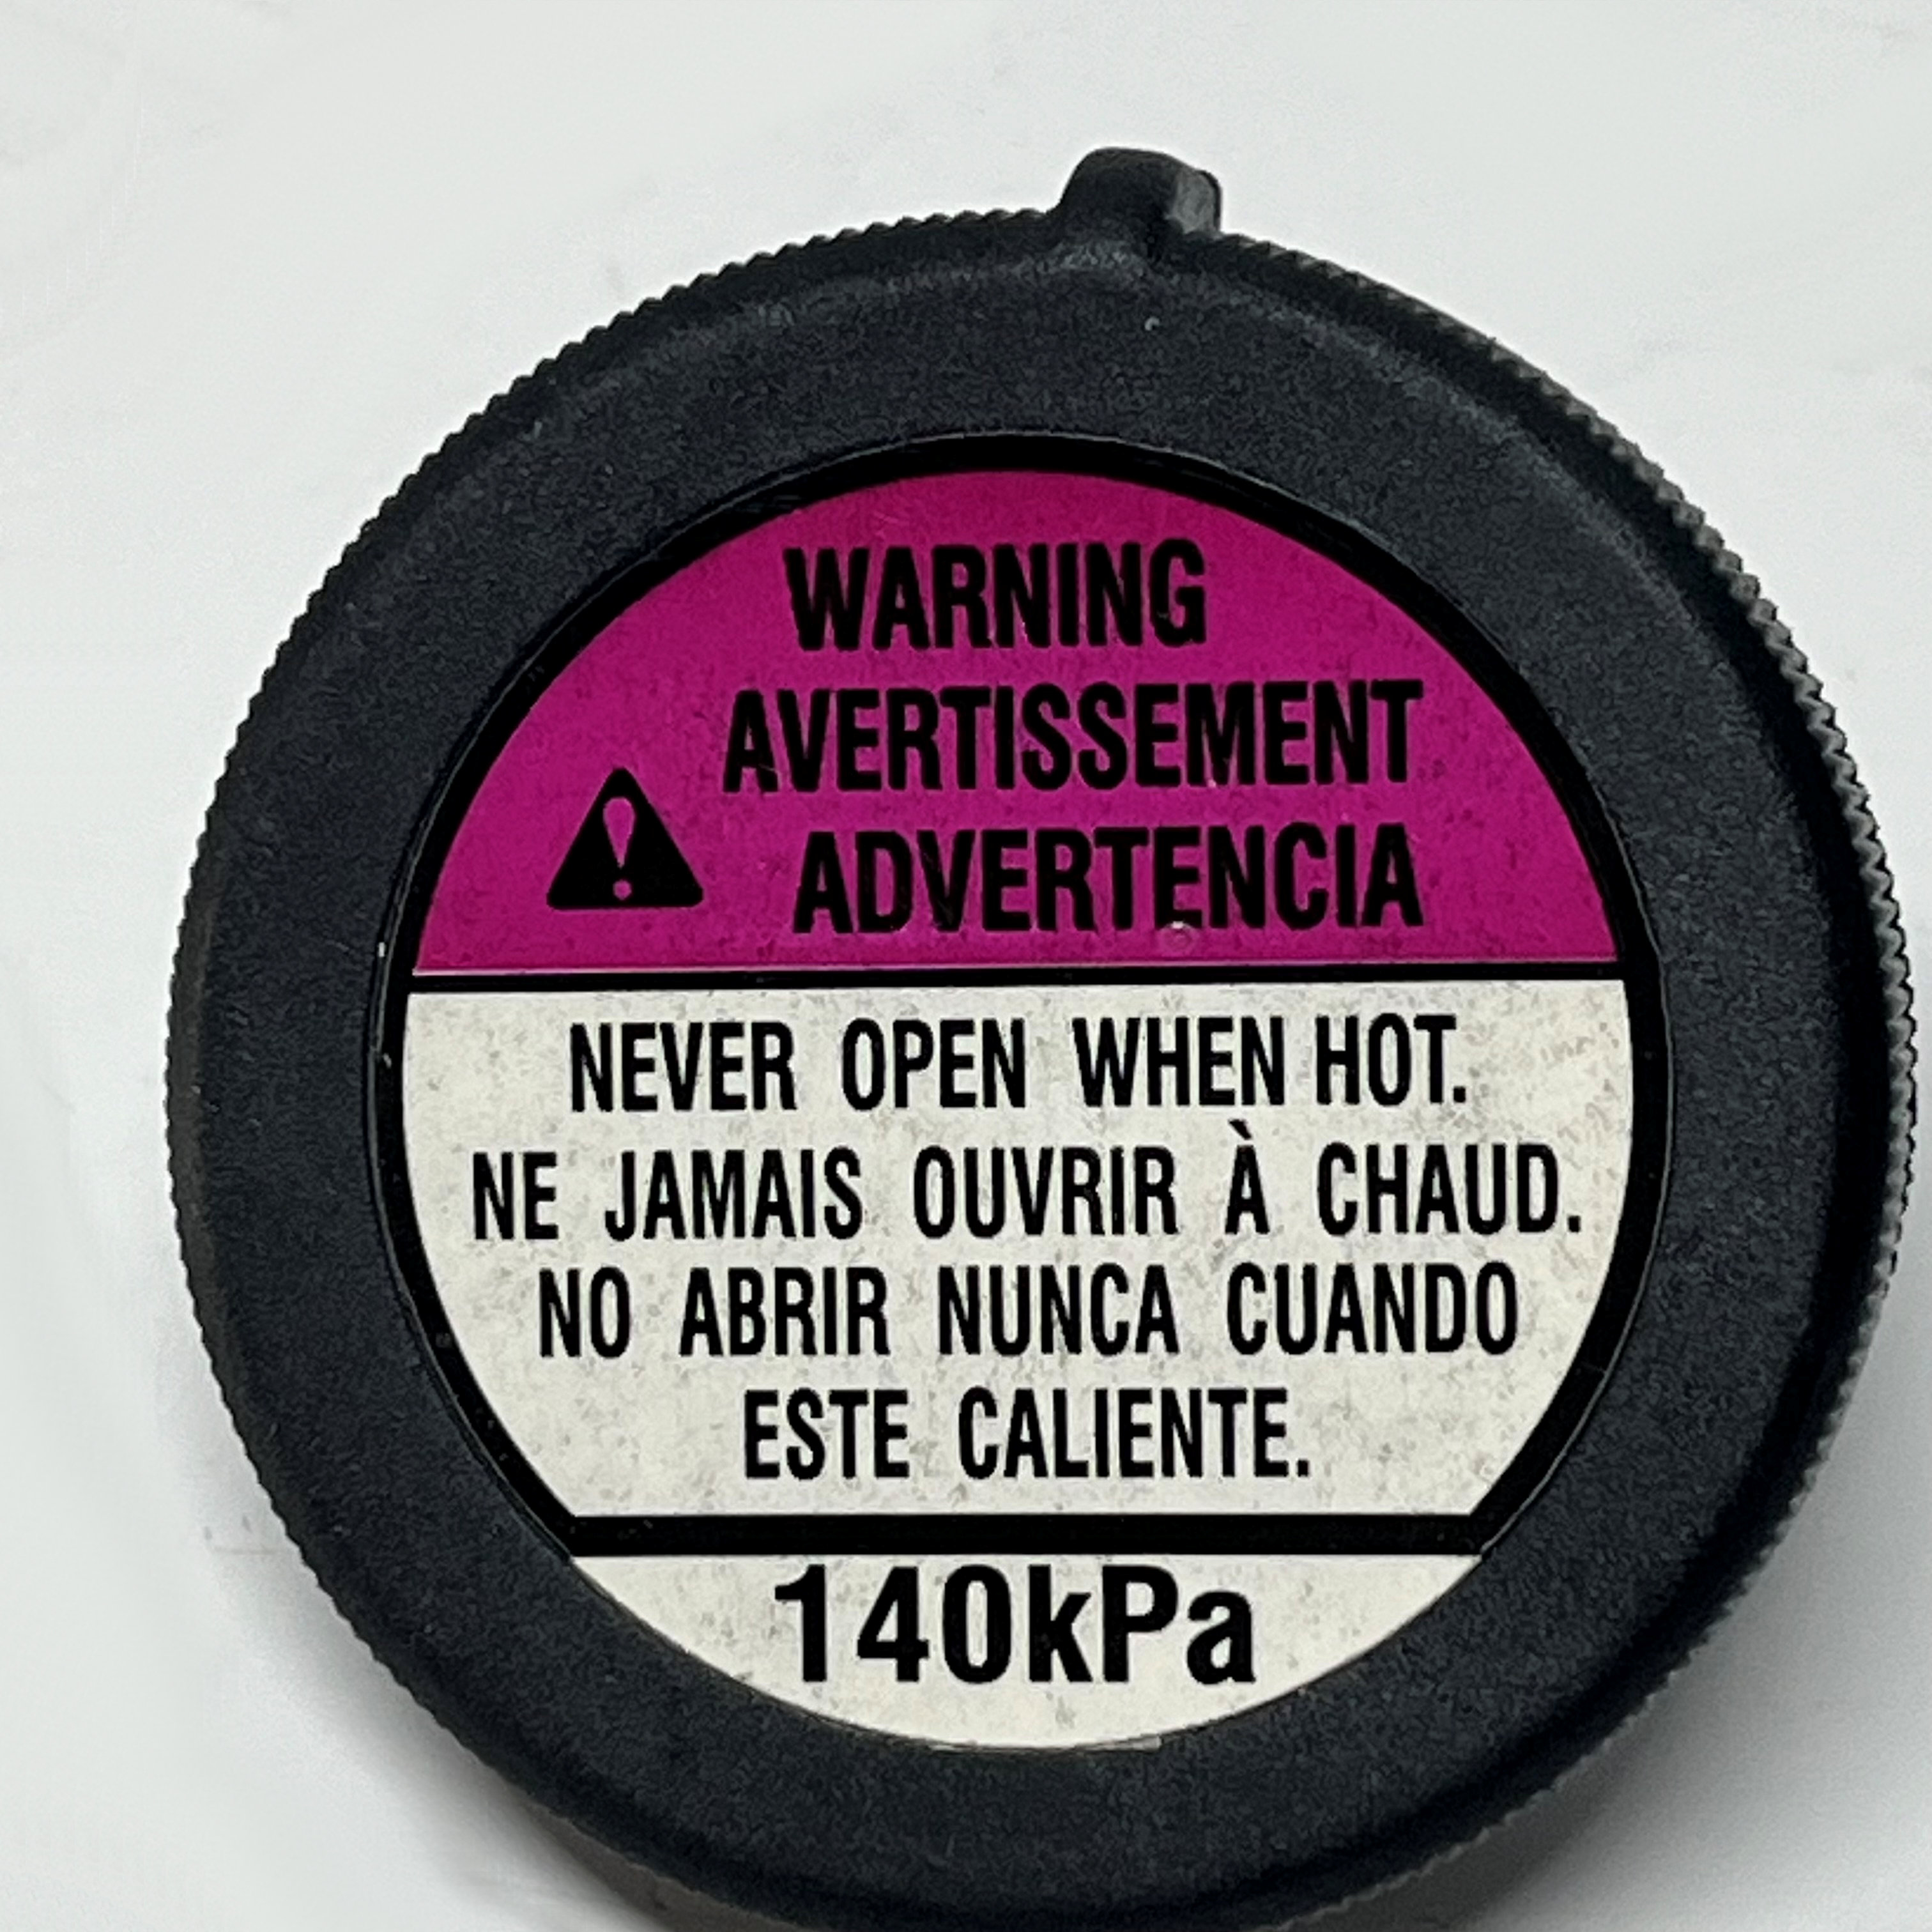 WARNING
AVERTISSEMENT
ADVERTENCIA
NEVER OPEN WHEN HOT.
NE JAMAIS OUVRIR À CHAUD.
NO ABRIR NUNCA CUANDO
ESTE CALIENTE.
140kPa